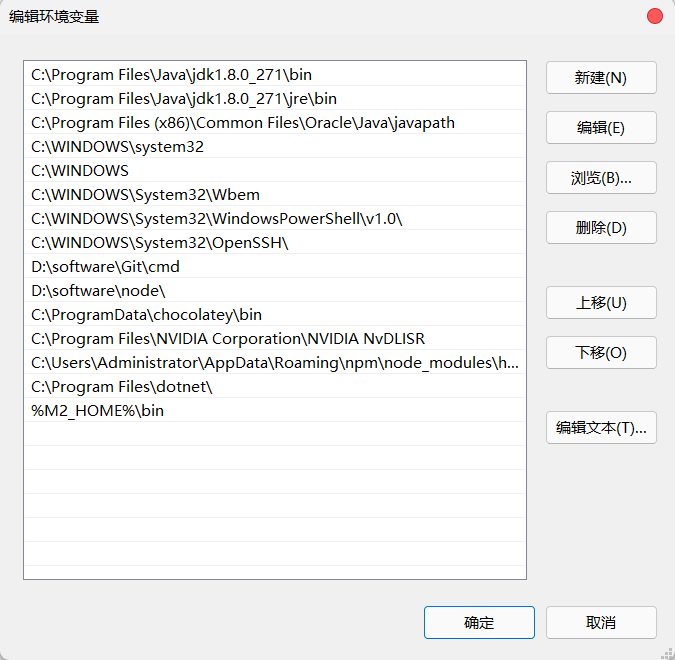 编辑环境变量
C:\Program Files\Java\jdk1.8.0_271\bin
C:\Program Files\Java\jdk1.8.0_271\jre\bin
C:\Program Files (x86)\Common Files\Oracle\Java\javapath
C:\WINDOWS\system32
C:\WINDOWS
C:\WINDOWS\System32\Wbem
C:\WINDOWS\System32\WindowsPowerShell\v1.0\
C:\WINDOWS\System32\OpenSSH\
D:\software\Git\cmd
D:\software\node\
C:\ProgramData\chocolatey\bin
C:\Program Files\NVIDIA Corporation\NVIDIA NvDLISR
C:\Users\Administrator\AppData\Roaming\npm\node_modules\h...
C:\Program Files\dotnet\
%M2_HOME%\bin
新建(N)
编辑(E)
浏览(B)...
删除(D)
上移(U)
下移(O)
编辑文本(T)...
确定
取消